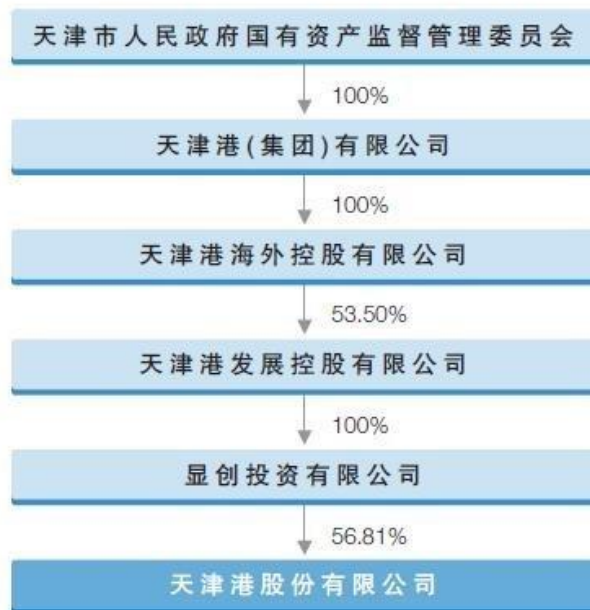 天津市人民政府国有资产监督管理委员会
100%
天津港(集团)有限公司
100%
天津港海外控股有限公司
53.50%
天津港发展控股有限公司
100%
显创投资有限公司
56.81%
天津港股份有限公司